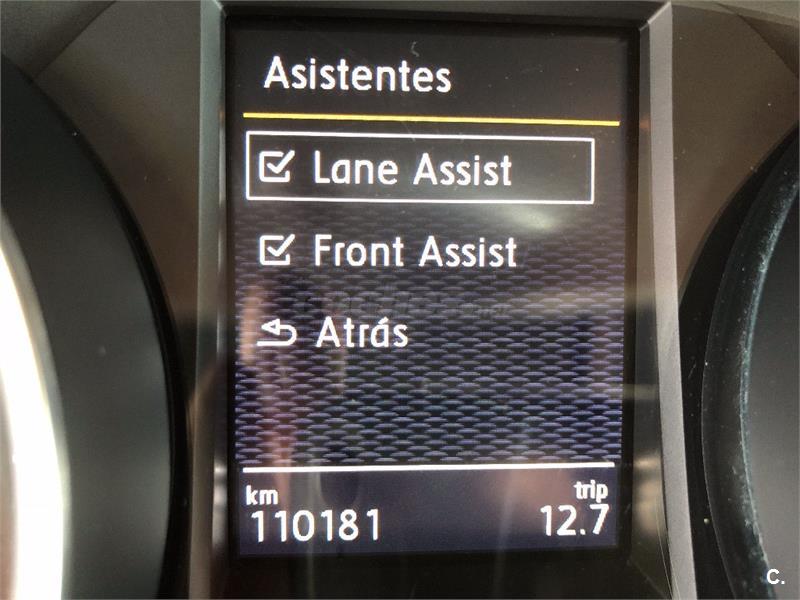 Asistentes
Lane Assist
Front Assist
Atrás
km trip
110181 12.7
C.